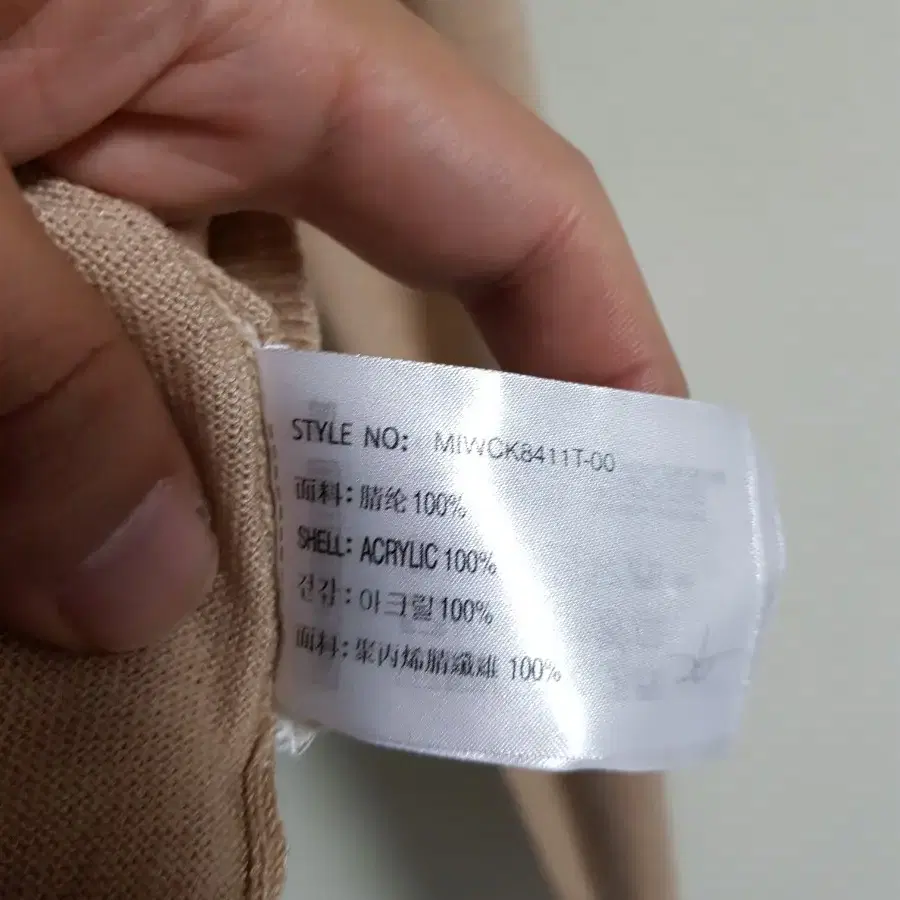 STYLE NO: MIWCK8411T-00
面料: 腈纶 100%
SHELL: ACRYLIC 100%
겉감 : 아크릴 100%
面料: 聚丙烯腈纖維 100%